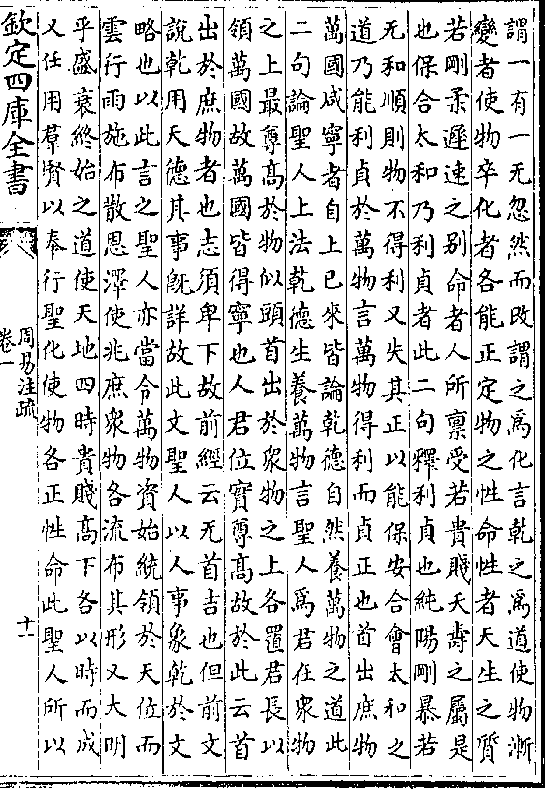 謂一有一无忽然而改謂之爲化言乾之爲道使物漸
變者使物卒化者各能正定物之性命性者天生之質
若剛柔遲速之别命者人所禀受若貴賤夭夀之屬是
也保合太和乃利貞者此二句釋利貞也純陽剛暴若
无和順則物不得利又失其正以能保安合㑹太和之
道乃能利貞於萬物言萬物得利而貞正也首出庶物
萬國咸寧者自上已來皆論乾德自然養萬物之道此
二句論聖人上法乾德生養萬物言聖人爲君在衆物
之上最尊高於物似頭首出於衆物之上各置君長以
領萬國故萬國皆得寧也人君位實尊高故於此云首
出於庶物者也志須卑下故前經云无首吉也但前文
說乾用天德其事既詳故此文聖人以人事象乾於文
略也以此言之聖人亦當令萬物資始統領於天位而
雲行雨施布散恩澤使兆庶衆物各流布其形又大明
乎盛衰終始之道使天地四時貴賤高下各以時而成
又任用羣賢以奉行聖化使物各正性命此聖人所以
欽定四庫全書
周易注疏
卷一
十一